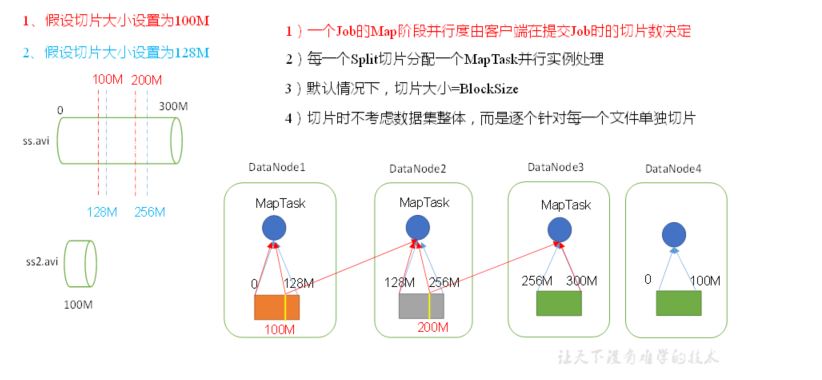 1、假设切片大小设置为100M
2、假设切片大小设置为128M
1）一个Job的Map阶段并行度由客户端在提交Job时的切片数决定
2）每一个Split切片分配一个MapTask并行实例处理
3）默认情况下，切片大小=BlockSize
4）切片时不考虑数据集整体，而是逐个针对每一个文件单独切片
100M 200M
0 300M
ss.avi
128M 256M
ss2.avi
100M
DataNode1 DataNode2 DataNode3 DataNode4
MapTask MapTask MapTask
0 128M 128M 256M 256M 300M 0 100M
100M 200M
让天下没有难学的技术